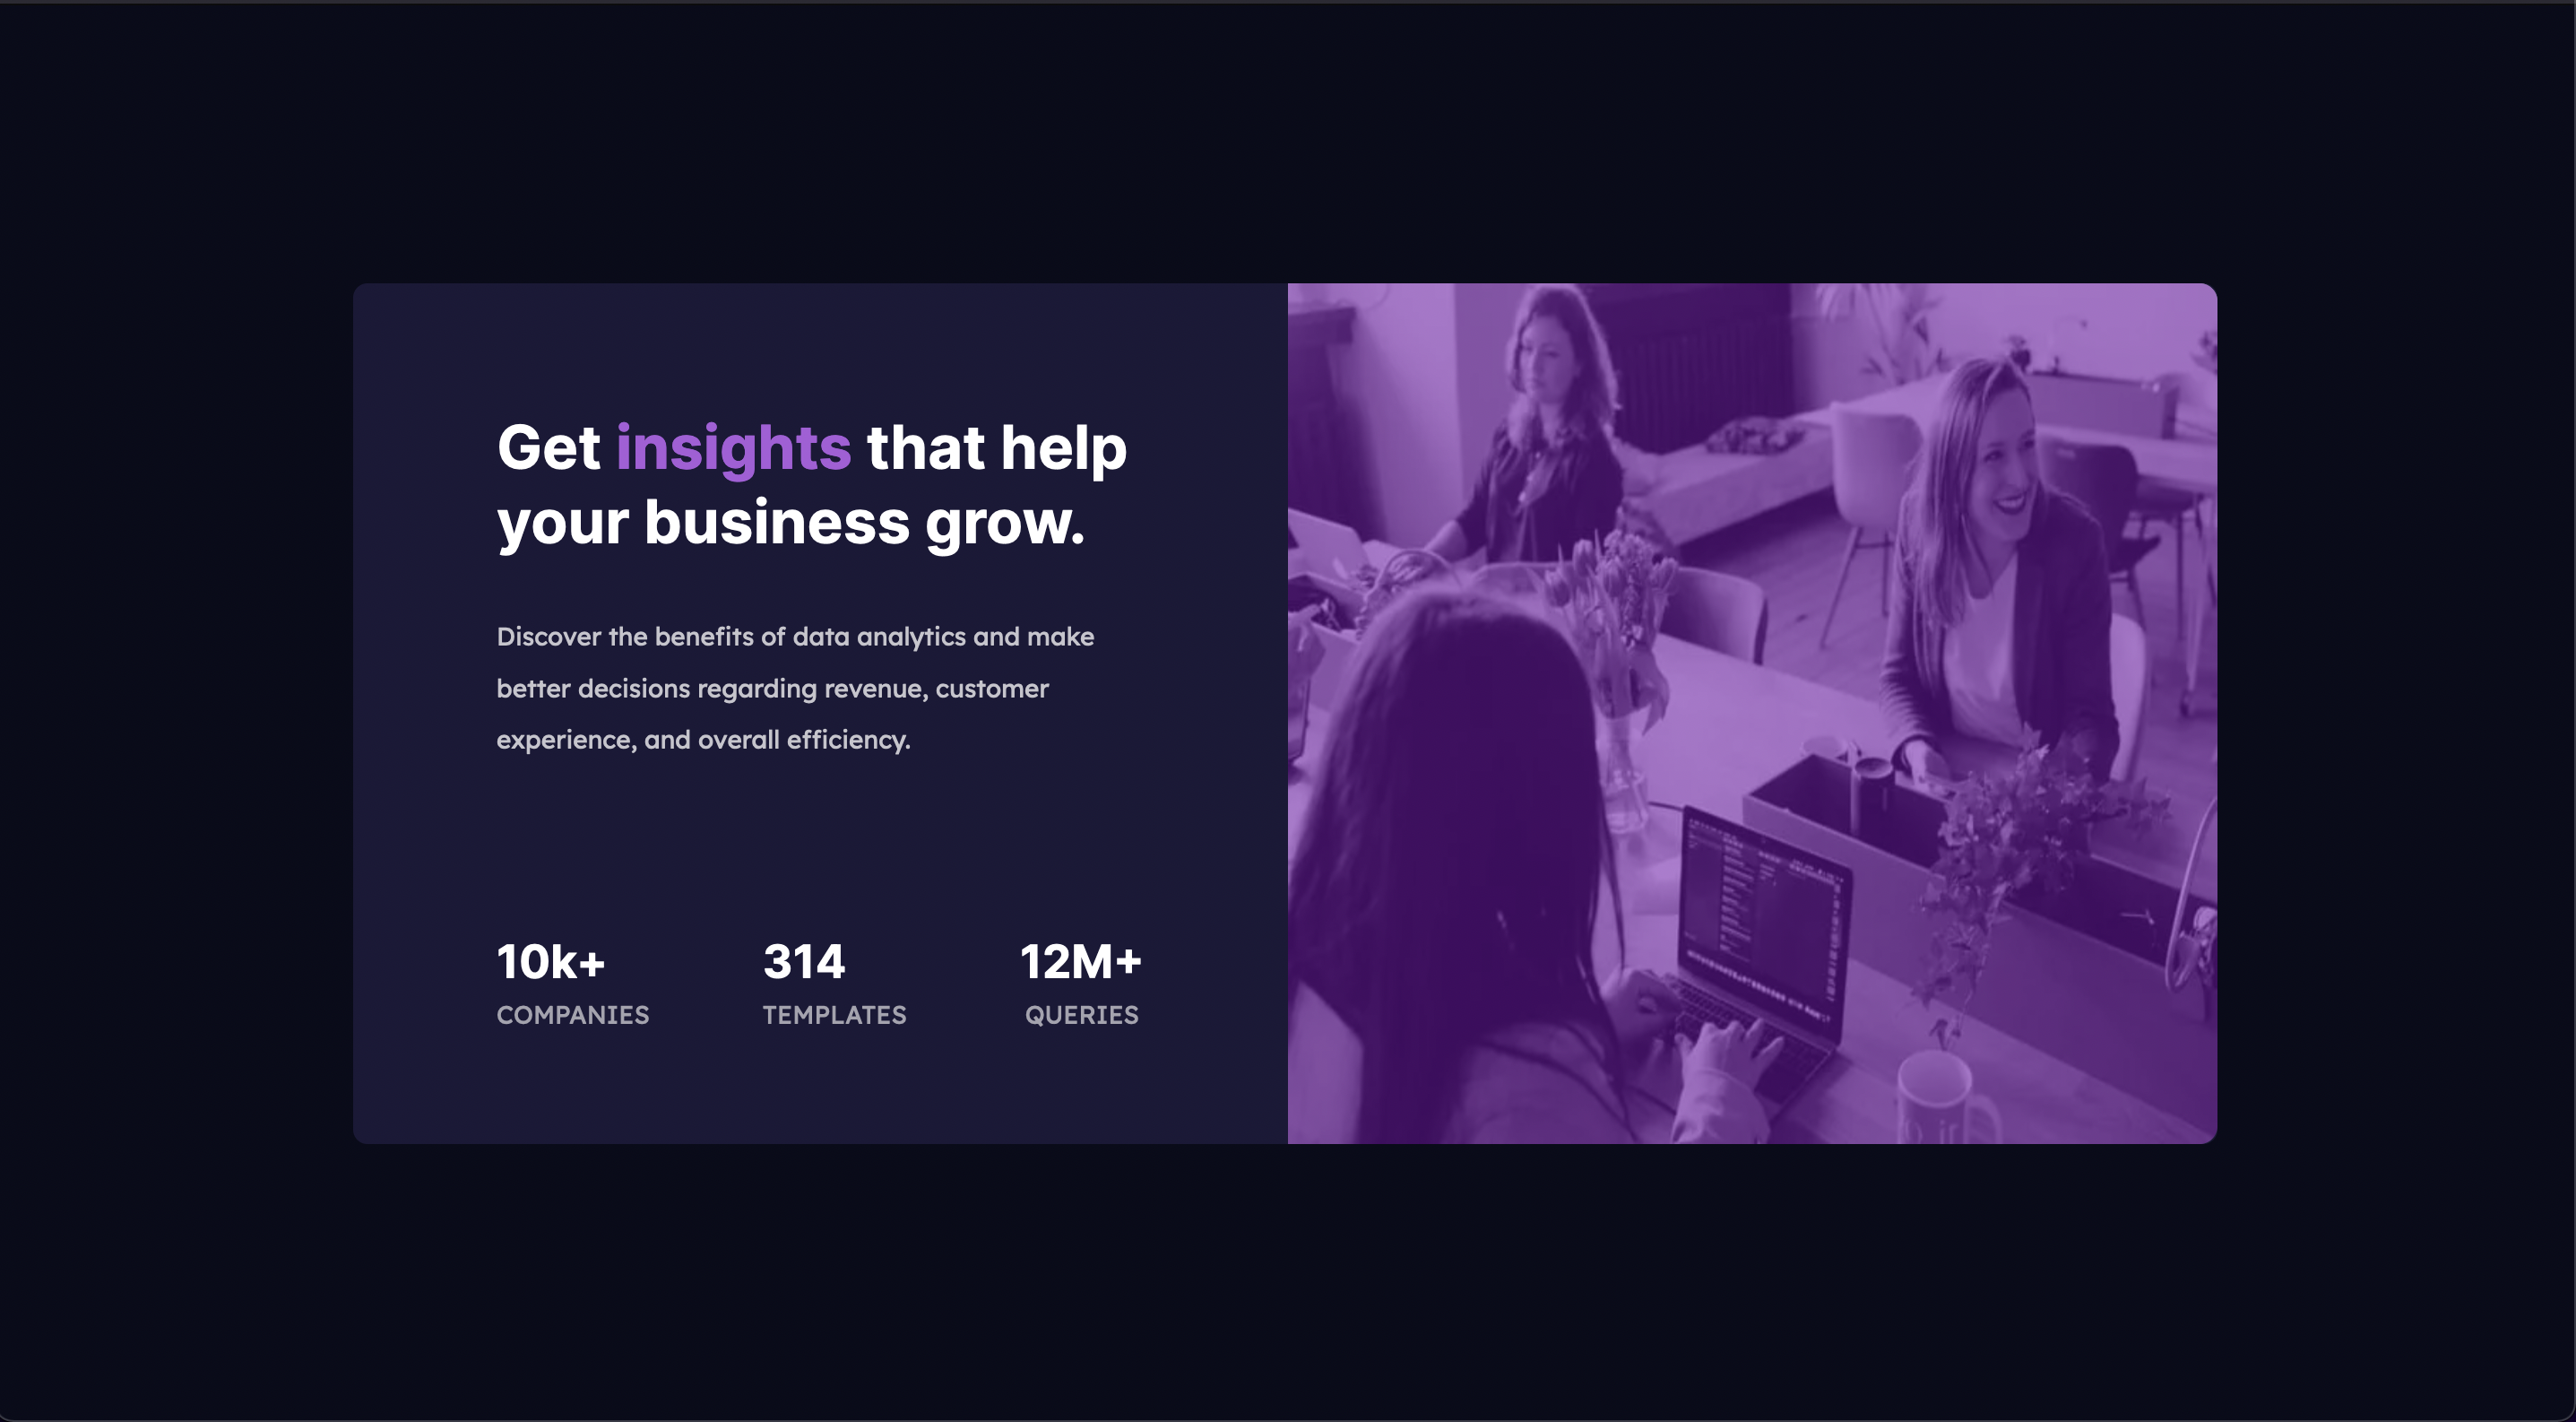 Get insights that help
your business grow.
Discover the benefits of data analytics and make
better decisions regarding revenue, customer
experience, and overall efficiency.
10k+
COMPANIES
314
TEMPLATES
12M+
QUERIES